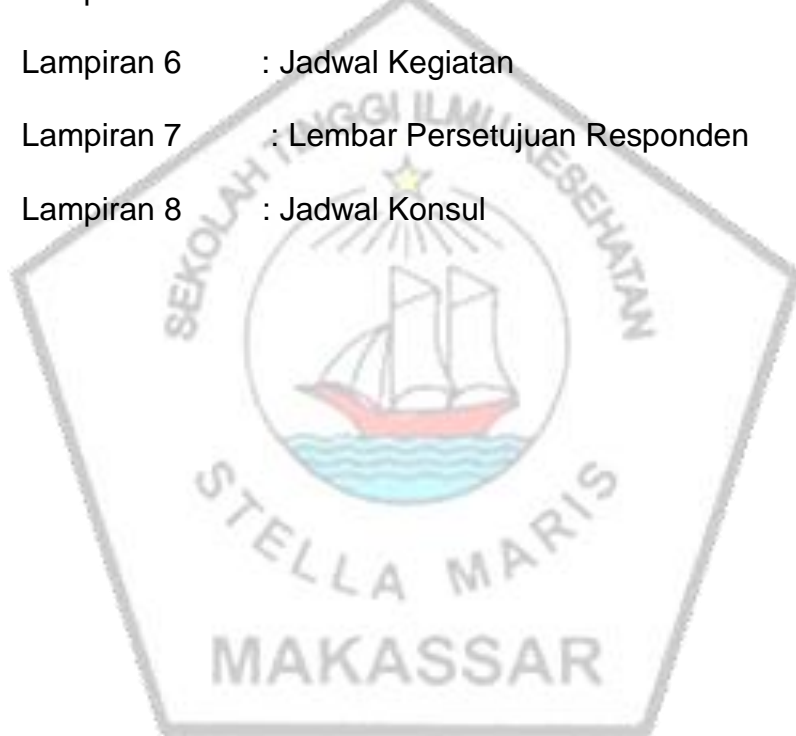 Lampiran 6 : Jadwal Kegiatan
Lampiran 7 : Lembar Persetujuan Responden
Lampiran 8 : Jadwal Konsul
SEKOLAH TINGGI ILMU KESEHATAN
STELLA MARIS
MAKASSAR